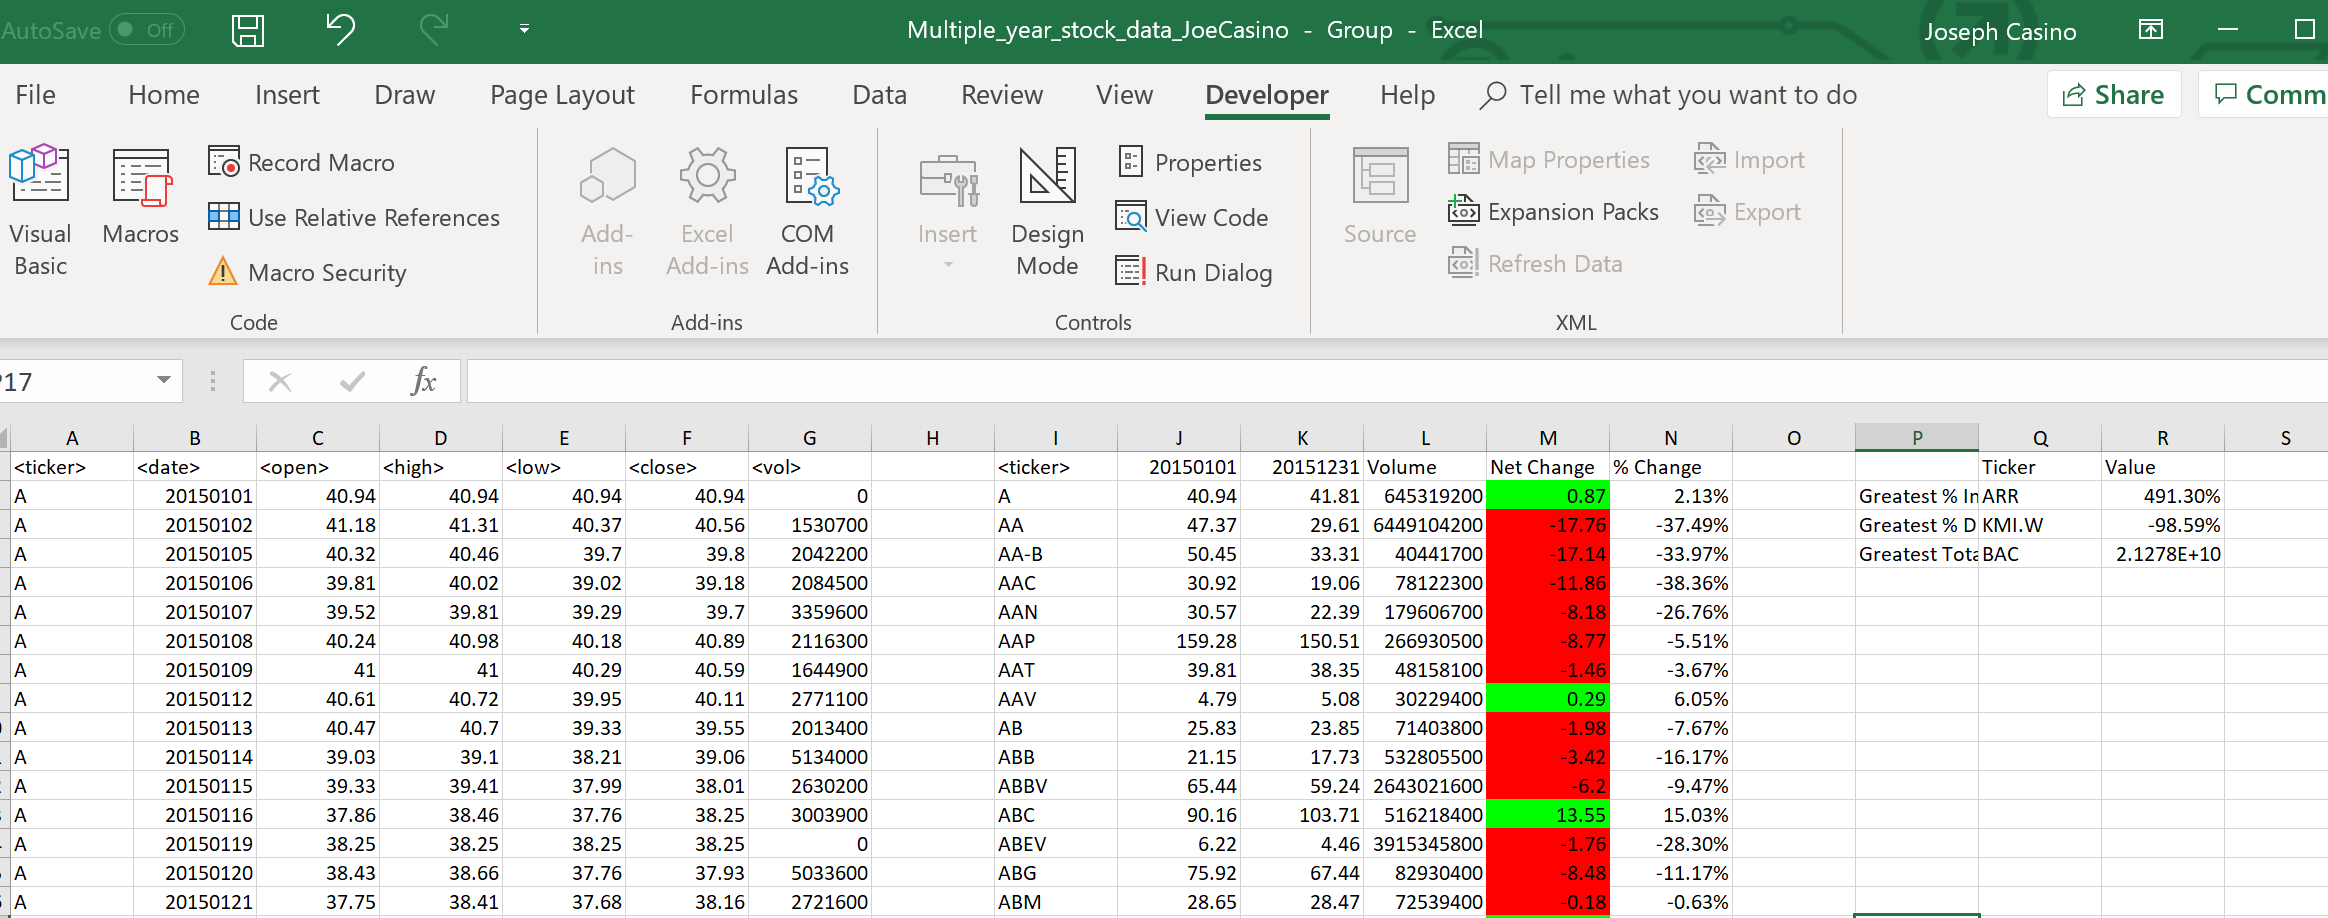 AutoSave Off Multiple_year_stock_data_JoeCasino - Group - Excel Joseph Casino
File Home Insert Draw Page Layout Formulas Data Review View Developer Help Tell me what you want to do Share Comm
Visual Basic
Macros
Record Macro
Use Relative References
Macro Security
Code
Add-ins
Excel Add-ins
COM Add-ins
Add-ins
Insert
Design Mode
Properties
View Code
Run Dialog
Controls
Source
Map Properties
Expansion Packs
Refresh Data
Import
Export
XML
P17 fx
A B C D E F G H I J K L M N O P Q R S
<ticker> <date> <open> <high> <low> <close> <vol> <ticker> 20150101 20151231 Volume Net Change % Change Ticker Value
A 20150101 40.94 40.94 40.94 40.94 0 A 40.94 41.81 645319200 0.87 2.13% Greatest % In ARR 491.30%
A 20150102 41.18 41.31 40.37 40.56 1530700 AA 47.37 29.61 6449104200 -17.76 -37.49% Greatest % D KMI.W -98.59%
A 20150105 40.32 40.46 39.7 39.8 2042200 AA-B 50.45 33.31 40441700 -17.14 -33.97% Greatest Tota BAC 2.1278E+10
A 20150106 39.81 40.02 39.02 39.18 2084500 AAC 30.92 19.06 78122300 -11.86 -38.36%
A 20150107 39.52 39.81 39.29 39.7 3359600 AAN 30.57 22.39 179606700 -8.18 -26.76%
A 20150108 40.24 40.98 40.18 40.89 2116300 AAP 159.28 150.51 266930500 -8.77 -5.51%
A 20150109 41 41 40.29 40.59 1644900 AAT 39.81 38.35 48158100 -1.46 -3.67%
A 20150112 40.61 40.72 39.95 40.11 2771100 AAV 4.79 5.08 30229400 0.29 6.05%
A 20150113 40.47 40.7 39.33 39.55 2013400 AB 25.83 23.85 71403800 -1.98 -7.67%
A 20150114 39.03 39.1 38.21 39.06 5134000 ABB 21.15 17.73 532805500 -3.42 -16.17%
A 20150115 39.33 39.41 37.99 38.01 2630200 ABBV 65.44 59.24 2643021600 -6.2 -9.47%
A 20150116 37.86 38.46 37.76 38.25 3003900 ABC 90.16 103.71 516218400 13.55 15.03%
A 20150119 38.25 38.25 38.25 38.25 0 ABEV 6.22 4.46 3915345800 -1.76 -28.30%
A 20150120 38.43 38.66 37.76 37.93 5033600 ABG 75.92 67.44 82930400 -8.48 -11.17%
A 20150121 37.75 38.41 37.68 38.16 2721600 ABM 28.65 28.47 72539400 -0.18 -0.63%